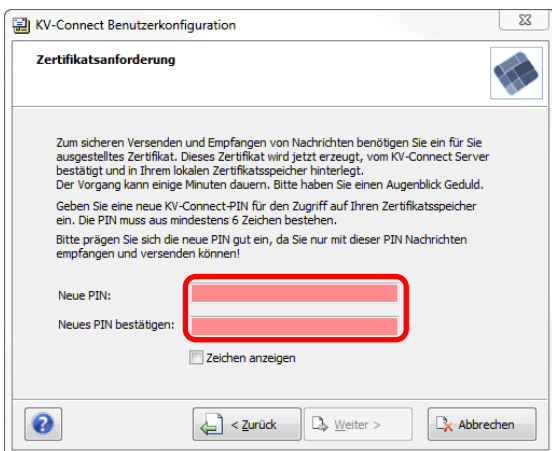 KV-Connect Benutzerkonfiguration
Zertifikatsanforderung
Zum sicheren Versenden und Empfangen von Nachrichten benötigen Sie ein für Sie
ausgestelltes Zertifikat. Dieses Zertifikat wird jetzt erzeugt, vom KV-Connect Server
bestätigt und in Ihrem lokalen Zertifikatsspeicher hinterlegt.
Der Vorgang kann einige Minuten dauern. Bitte haben Sie einen Augenblick Geduld.
Geben Sie eine neue KV-Connect-PIN für den Zugriff auf Ihren Zertifikatsspeicher
ein. Die PIN muss aus mindestens 6 Zeichen bestehen.
Bitte prägen Sie sich die neue PIN gut ein, da Sie nur mit dieser PIN Nachrichten
empfangen und versenden können!
Neue PIN:
Neues PIN bestätigen:
Zeichen anzeigen
? < Zurück Weiter > Abbrechen